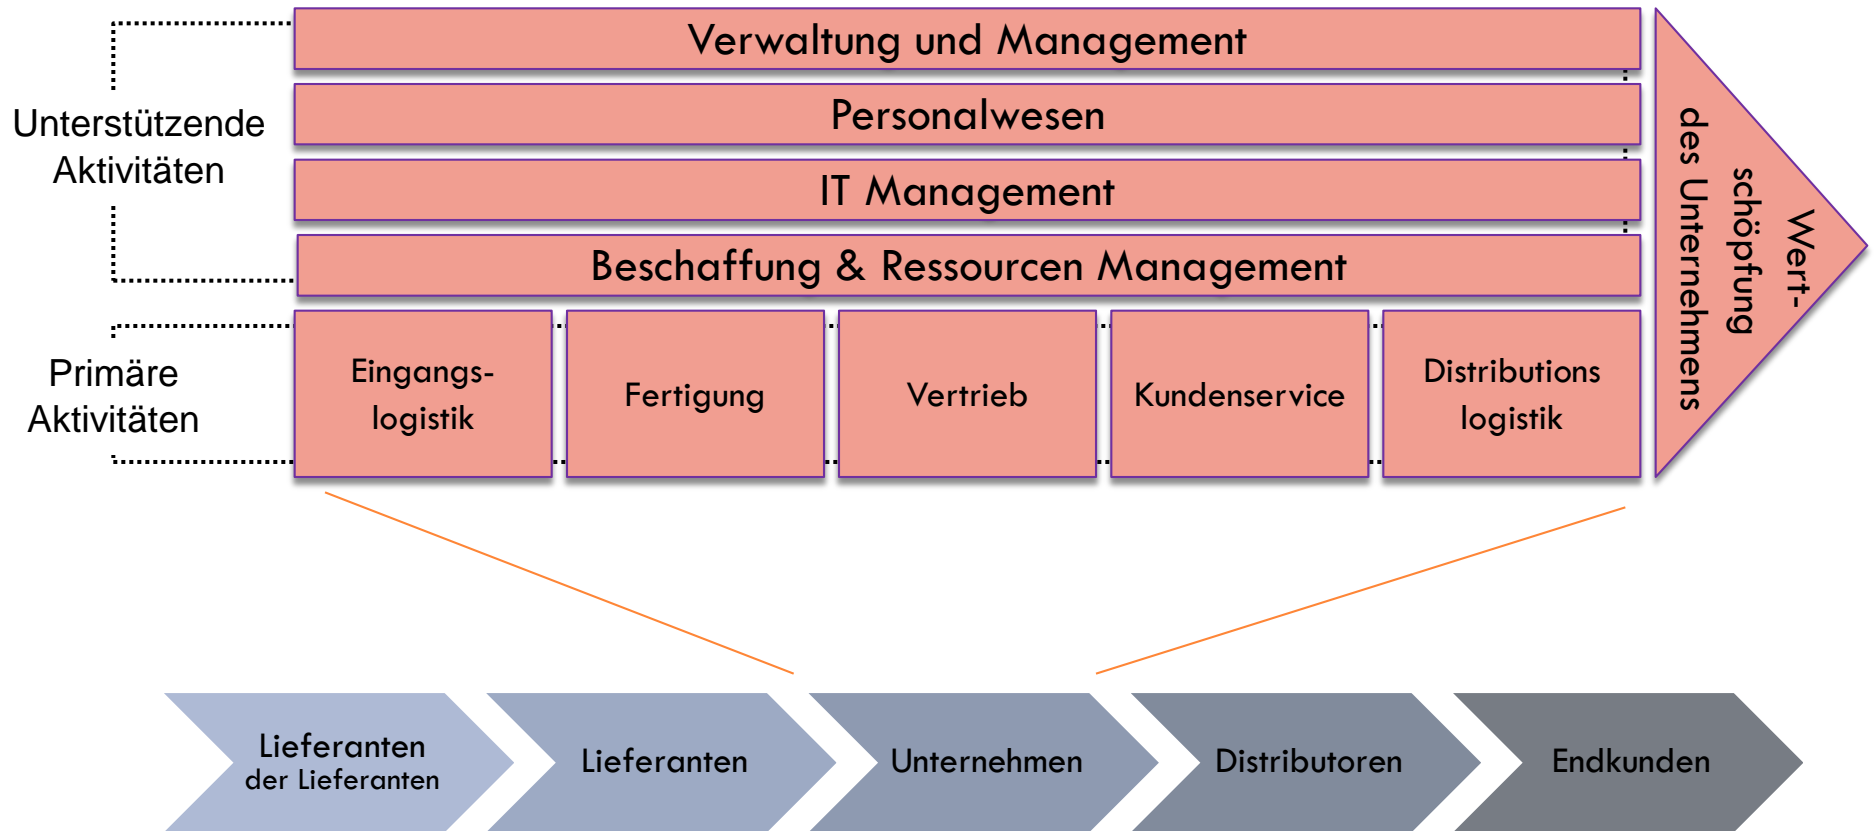 Verwaltung und Management
Unterstützende
Aktivitäten
Personalwesen
IT Management
Beschaffung & Ressourcen Management
Wert-
schöpfung
des Unternehmens
Primäre
Aktivitäten
Eingangs-
logistik
Fertigung
Vertrieb
Kundenservice
Distributions
logistik
Lieferanten
der Lieferanten
Lieferanten
Unternehmen
Distributoren
Endkunden